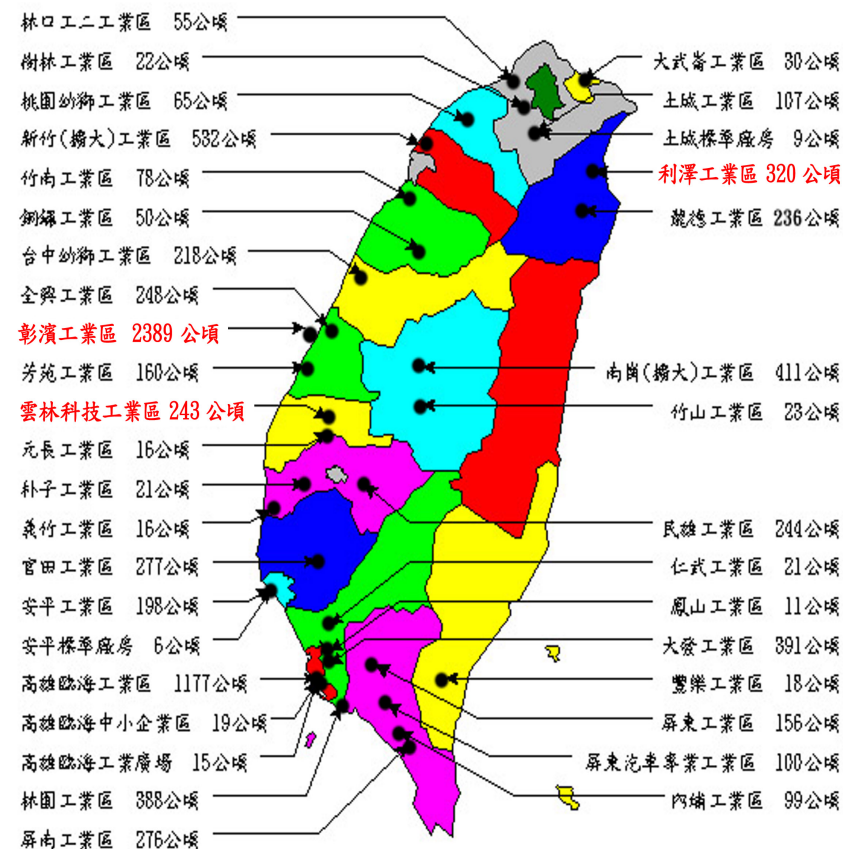 林口工二工業區 55公頃
樹林工業區 22公頃
桃園幼獅工業區 65公頃
新竹(擴大)工業區 532公頃
竹南工業區 78公頃
銅鑼工業區 50公頃
台中幼獅工業區 218公頃
全興工業區 248公頃
彰濱工業區 2389 公頃
芳苑工業區 160公頃
雲林科技工業區 243 公頃
元長工業區 16公頃
朴子工業區 21公頃
義竹工業區 16公頃
官田工業區 277公頃
安平工業區 198公頃
安平標準廠房 6公頃
高雄臨海工業區 1177公頃
高雄臨海中小企業區 19公頃
高雄臨海工業廣場 15公頃
林園工業區 388公頃
屏南工業區 276公頃
大武崙工業區 30公頃
土城工業區 107公頃
土城標準廠房 9公頃
利澤工業區 320 公頃
龍德工業區 236公頃
南崗(擴大)工業區 411公頃
竹山工業區 23公頃
民雄工業區 244公頃
仁武工業區 21公頃
鳳山工業區 11公頃
大發工業區 391公頃
豐樂工業區 18公頃
屏東工業區 156公頃
屏東汽車專業工業區 100公頃
內埔工業區 99公頃